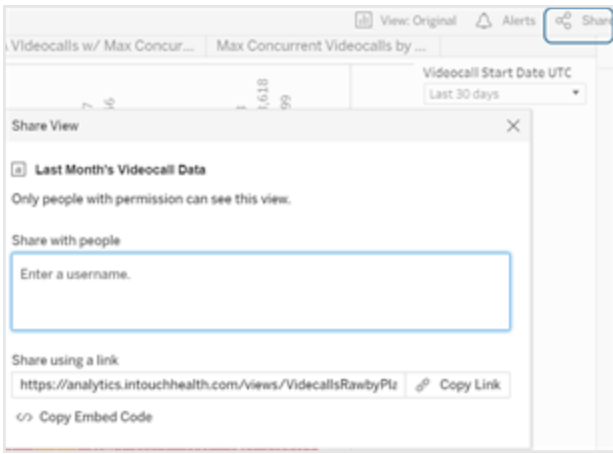 View: Original Alerts Share
Videocalls w/ Max Concur... Max Concurrent Videocalls by ...
Videocall Start Date UTC
Last 30 days
Share View
Last Month's Videocall Data
Only people with permission can see this view.
Share with people
Enter a username.
Share using a link
https://analytics.intouchhealth.com/views/VidecallsRawbyPla Copy Link
Copy Embed Code